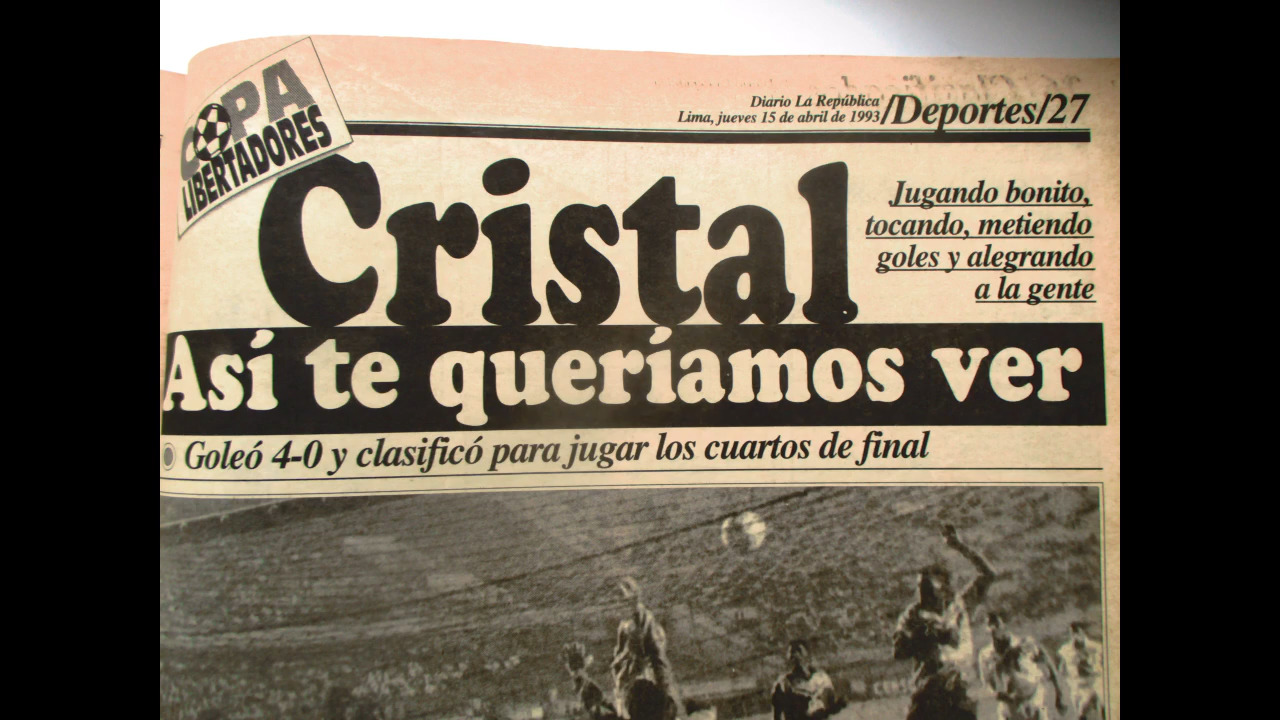 COPA
LIBERTADORES
Diario La República
Lima, jueves 15 de abril de 1993
/Deportes/27
Cristal
Jugando bonito,
tocando, metiendo
goles y alegrando
a la gente
Así te queríamos ver
Goleó 4-0 y clasificó para jugar los cuartos de final